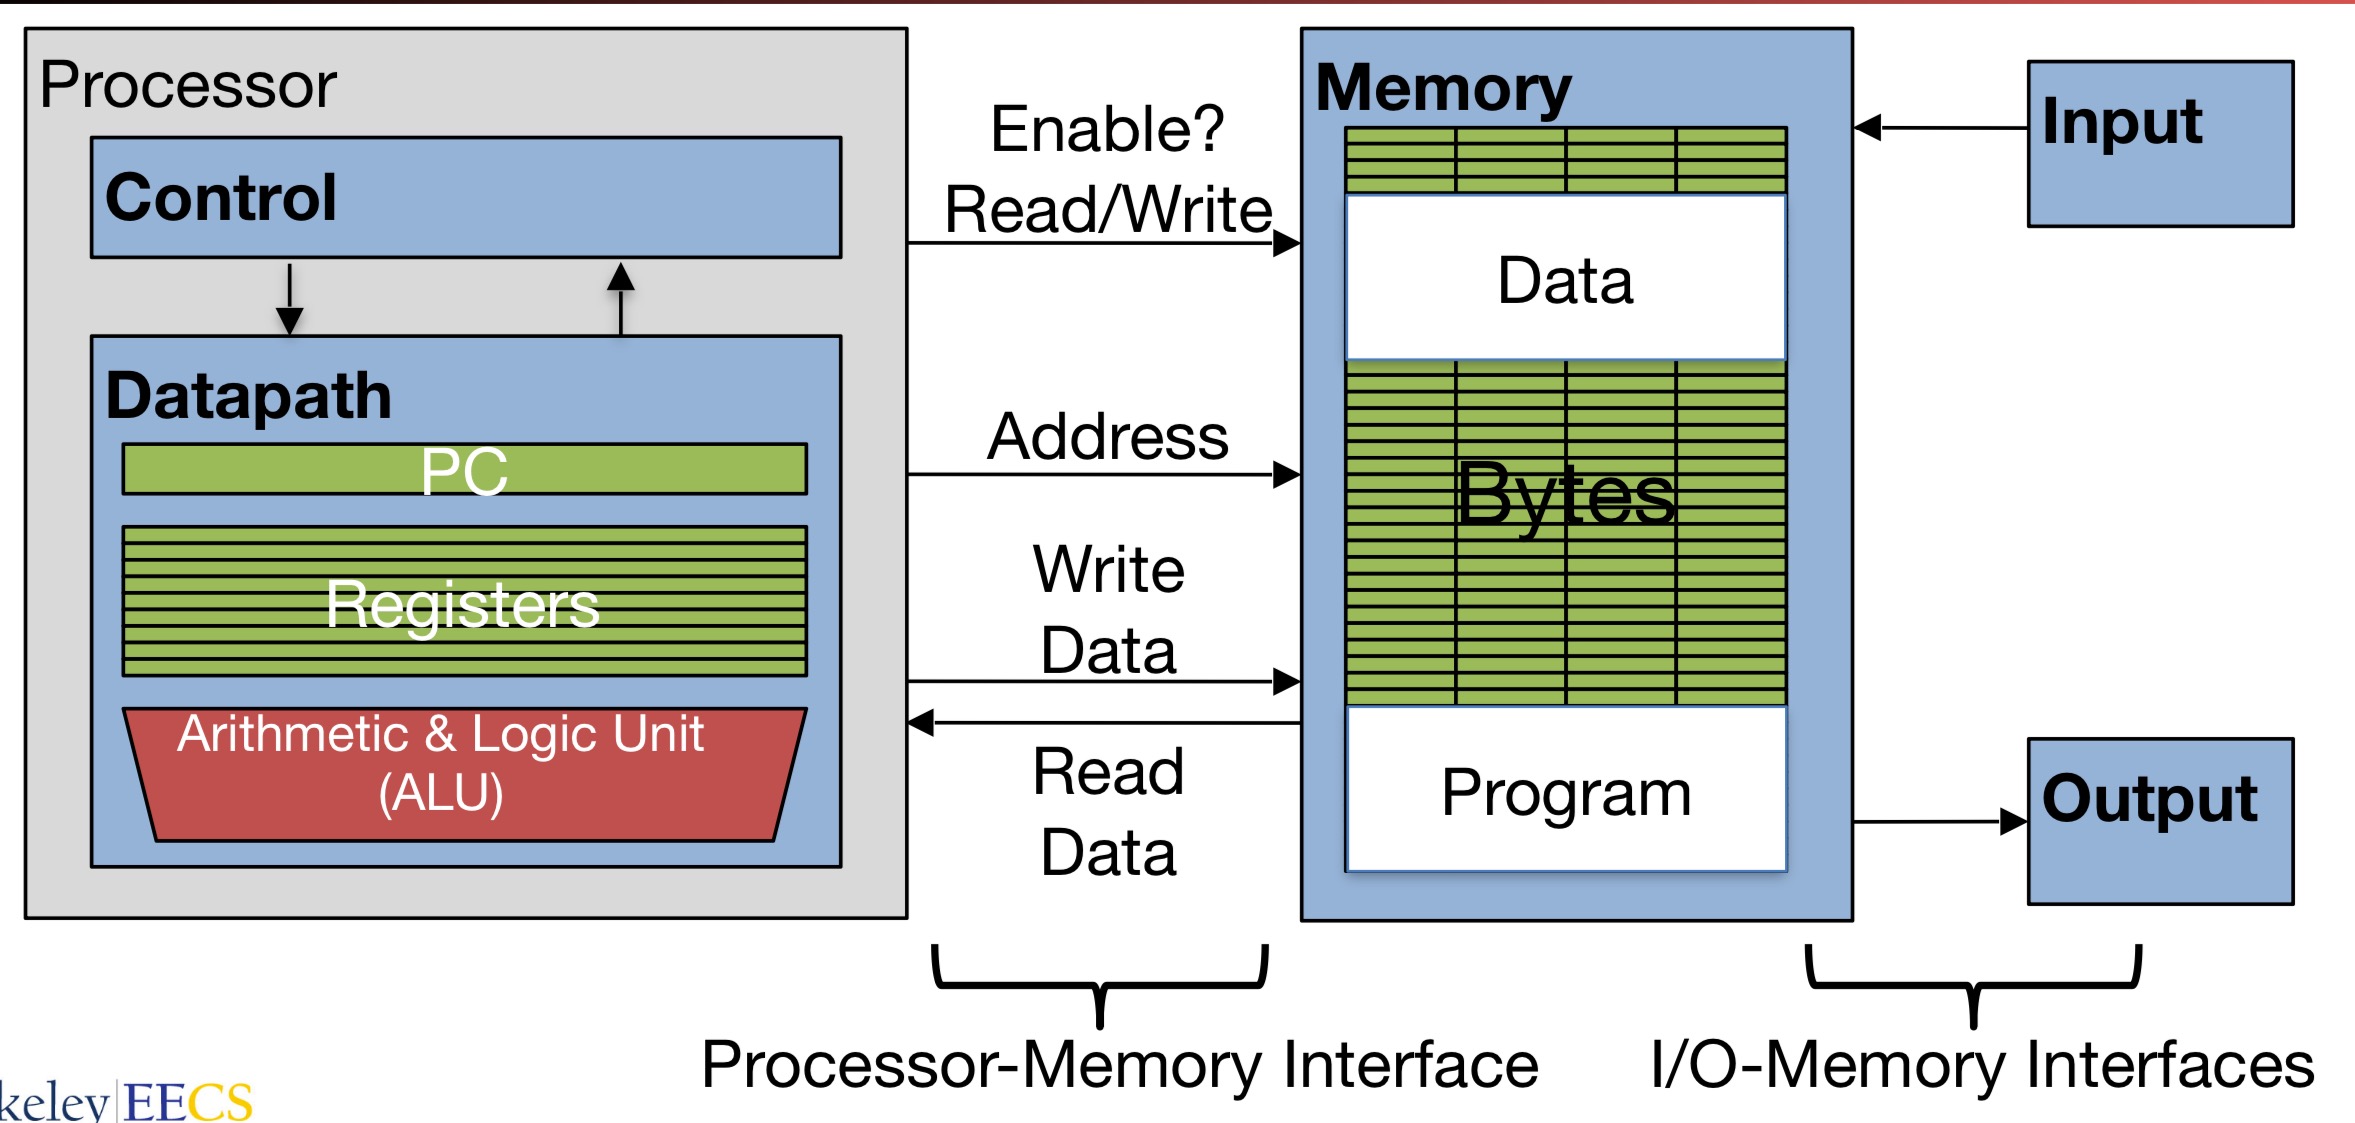 Processor
Control
Datapath
PC
Registers
Arithmetic & Logic Unit
(ALU)
Enable?
Read/Write
Address
Write
Data
Read
Data
Memory
Data
Bytes
Program
Input
Output
Processor-Memory Interface
I/O-Memory Interfaces
keley EECS